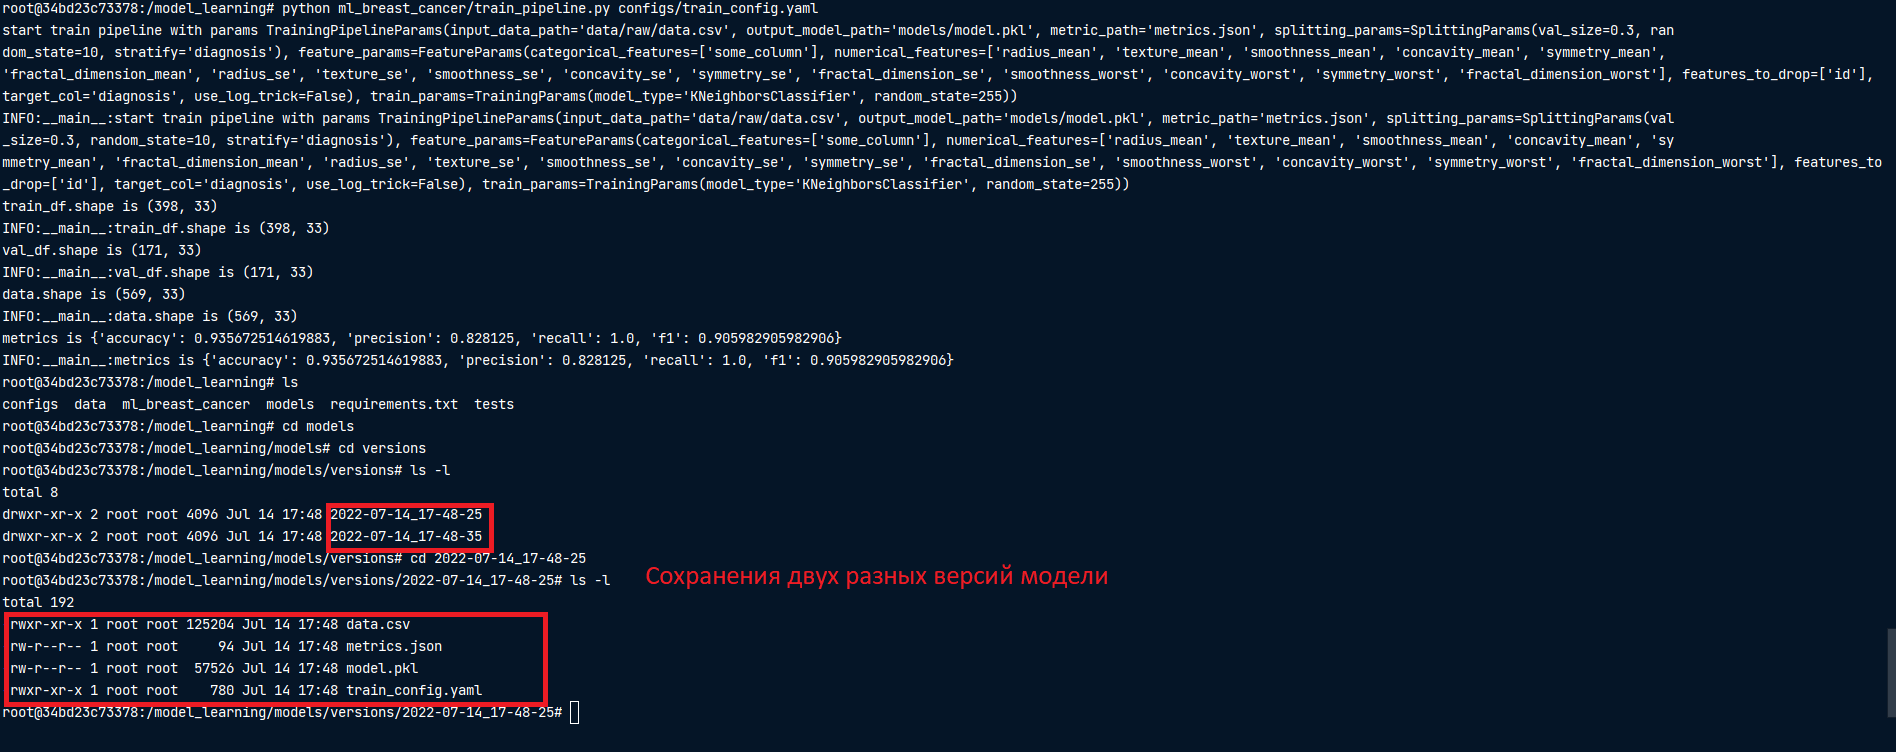 root@34bd23c73378:/model_learning# python ml_breast_cancer/train_pipeline.py configs/train_config.yaml
start train pipeline with params TrainingPipelineParams(input_data_path='data/raw/data.csv', output_model_path='models/model.pkl', metric_path='metrics.json', splitting_params=SplittingParams(val_size=0.3, ran
dom_state=10, stratify='diagnosis'), feature_params=FeatureParams(categorical_features=['some_column'], numerical_features=['radius_mean', 'texture_mean', 'smoothness_mean', 'concavity_mean', 'symmetry_mean',
'fractal_dimension_mean', 'radius_se', 'texture_se', 'smoothness_se', 'concavity_se', 'symmetry_se', 'fractal_dimension_se', 'smoothness_worst', 'concavity_worst', 'symmetry_worst', 'fractal_dimension_worst'], features_to_drop=['id'],
target_col='diagnosis', use_log_trick=False), train_params=TrainingParams(model_type='KNeighborsClassifier', random_state=255))
INFO:__main__:start train pipeline with params TrainingPipelineParams(input_data_path='data/raw/data.csv', output_model_path='models/model.pkl', metric_path='metrics.json', splitting_params=SplittingParams(val
_size=0.3, random_state=10, stratify='diagnosis'), feature_params=FeatureParams(categorical_features=['some_column'], numerical_features=['radius_mean', 'texture_mean', 'smoothness_mean', 'concavity_mean', 'sy
mmetry_mean', 'fractal_dimension_mean', 'radius_se', 'texture_se', 'smoothness_se', 'concavity_se', 'symmetry_se', 'fractal_dimension_se', 'smoothness_worst', 'concavity_worst', 'symmetry_worst', 'fractal_dimension_worst'], features_to
_drop=['id'], target_col='diagnosis', use_log_trick=False), train_params=TrainingParams(model_type='KNeighborsClassifier', random_state=255))
train_df.shape is (398, 33)
INFO:__main__:train_df.shape is (398, 33)
val_df.shape is (171, 33)
INFO:__main__:val_df.shape is (171, 33)
data.shape is (569, 33)
INFO:__main__:data.shape is (569, 33)
metrics is {'accuracy': 0.935672514619883, 'precision': 0.828125, 'recall': 1.0, 'f1': 0.905982905982906}
INFO:__main__:metrics is {'accuracy': 0.935672514619883, 'precision': 0.828125, 'recall': 1.0, 'f1': 0.905982905982906}
root@34bd23c73378:/model_learning# ls
configs  data  ml_breast_cancer  models  requirements.txt  tests
root@34bd23c73378:/model_learning# cd models
root@34bd23c73378:/model_learning/models# cd versions
root@34bd23c73378:/model_learning/models/versions# ls -l
total 8
drwxr-xr-x 2 root root 4096 Jul 14 17:48 2022-07-14_17-48-25
drwxr-xr-x 2 root root 4096 Jul 14 17:48 2022-07-14_17-48-35
root@34bd23c73378:/model_learning/models/versions# cd 2022-07-14_17-48-25
root@34bd23c73378:/model_learning/models/versions/2022-07-14_17-48-25# ls -l
Сохранения двух разных версий модели
total 192
rwxr-xr-x 1 root root 125204 Jul 14 17:48 data.csv
rw-r--r-- 1 root root     94 Jul 14 17:48 metrics.json
rw-r--r-- 1 root root  57526 Jul 14 17:48 model.pkl
rwxr-xr-x 1 root root    780 Jul 14 17:48 train_config.yaml
root@34bd23c73378:/model_learning/models/versions/2022-07-14_17-48-25#